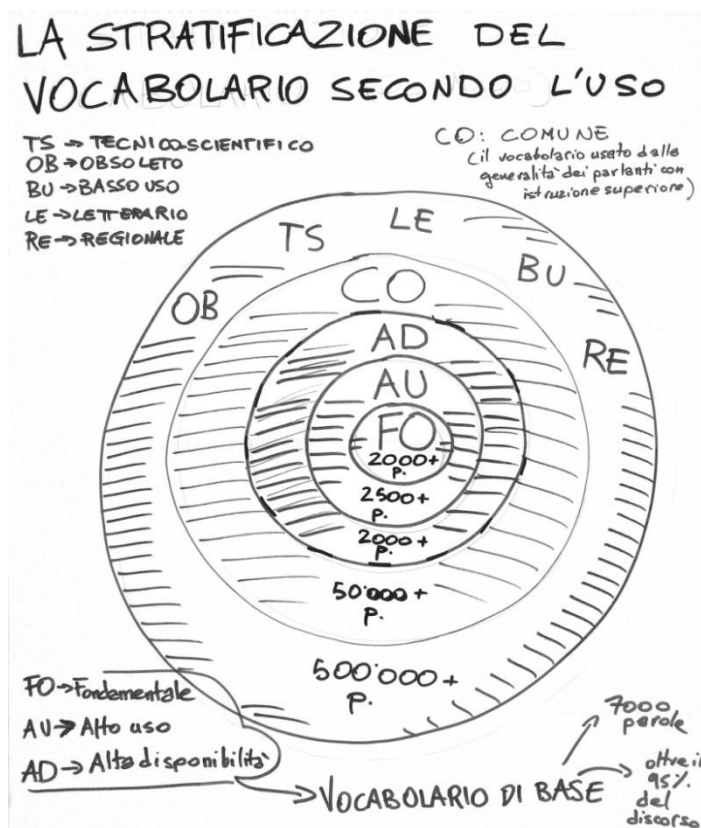 LA STRATIFICAZIONE DEL
VOCABOLARIO SECONDO L'USO
TS → TECNICO-SCIENTIFICO
OB → OBSOLETO
BU → BASSO USO
LE → LETTERARIO
RE → REGIONALE
CO: COMUNE
(il vocabolario usato dalle
generalità dei parlanti con
istruzione superiore)
LE
TS
BU
OB
RE
CO
AD
AU
FO
2000+
P.
2500+
P.
2000+
P.
50'000+
P.
500'000+
P.
FO → Fondamentale
AU → Alto uso
AD → Alta disponibilità
VOCABOLARIO DI BASE
7000
parole
oltre il
95%
del
discorso